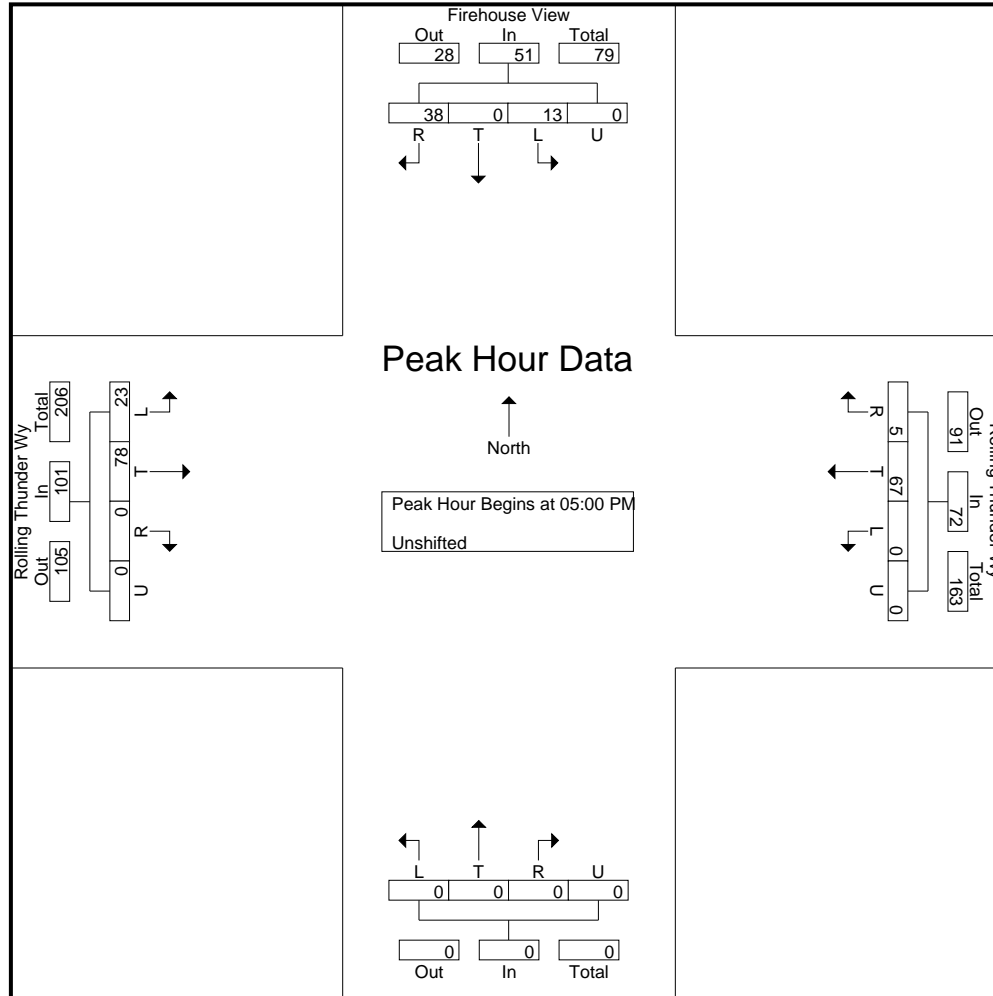 Firehouse View
Out In Total
28 51 79
38 0 13 0
R T L U
Peak Hour Data
North
Peak Hour Begins at 05:00 PM
Unshifted
Rolling Thunder Wy
Total In Out
206 101 105
23 78 0 0
L T R U
R T L U
5 67 0 0
Out In Total
91 72 163
Rolling Thunder Wy
L T R U
0 0 0 0
0 0 0
Out In Total